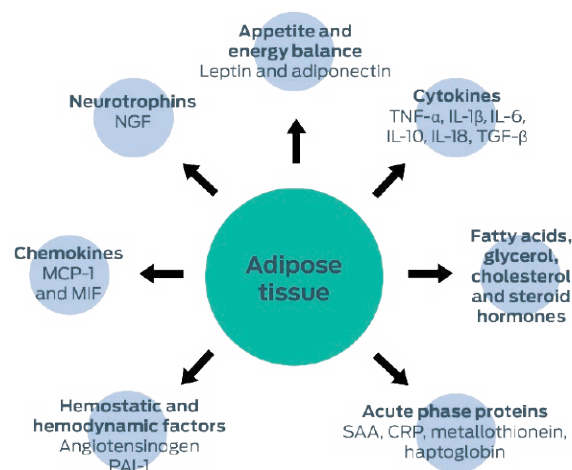 Appetite and
energy balance
Leptin and adiponectin
Neurotrophins
NGF
Cytokines
TNF-α, IL-1β, IL-6,
IL-10, IL-18, TGF-β
Chemokines
MCP-1
and MIF
Adipose
tissue
Fatty acids,
glycerol,
cholesterol
and steroid
hormones
Hemostatic and
hemodynamic factors
Angiotensinogen
PAI-1
Acute phase proteins
SAA, CRP, metallothionein,
haptoglobin